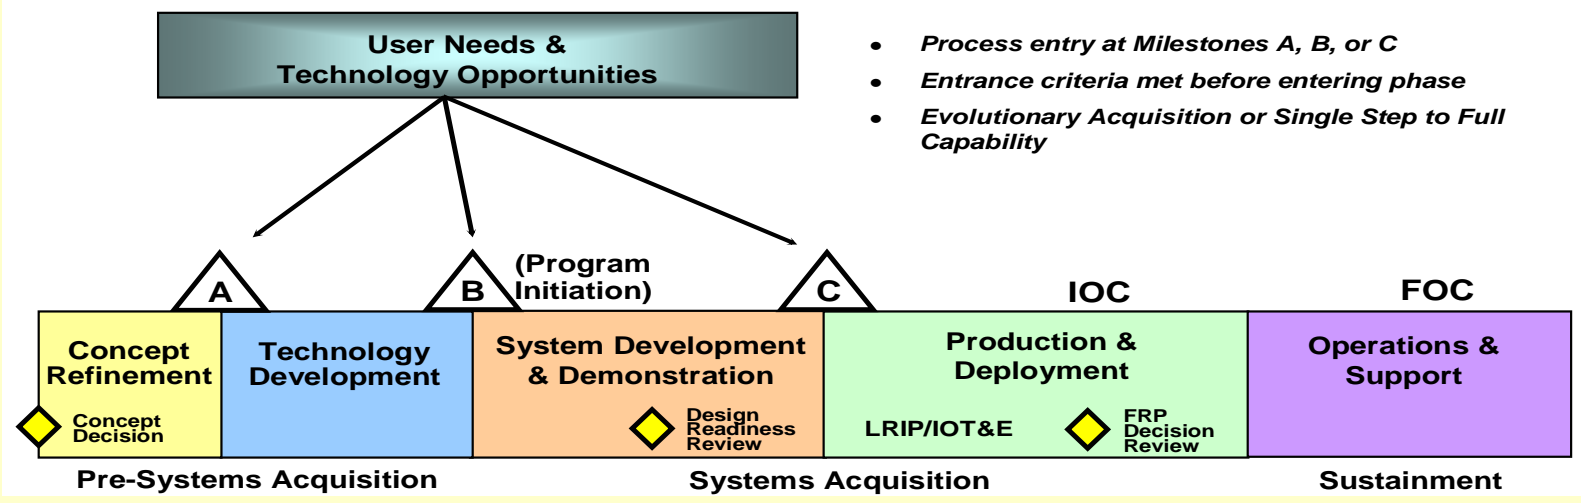 User Needs &
Technology Opportunities
● Process entry at Milestones A, B, or C
● Entrance criteria met before entering phase
● Evolutionary Acquisition or Single Step to Full
Capability
A
B
(Program
Initiation)
C
IOC
FOC
Concept
Refinement
Technology
Development
System Development
& Demonstration
Production &
Deployment
Operations &
Support
Concept
Decision
Design
Readiness
Review
LRIP/IOT&E
FRP
Decision
Review
Pre-Systems Acquisition
Systems Acquisition
Sustainment